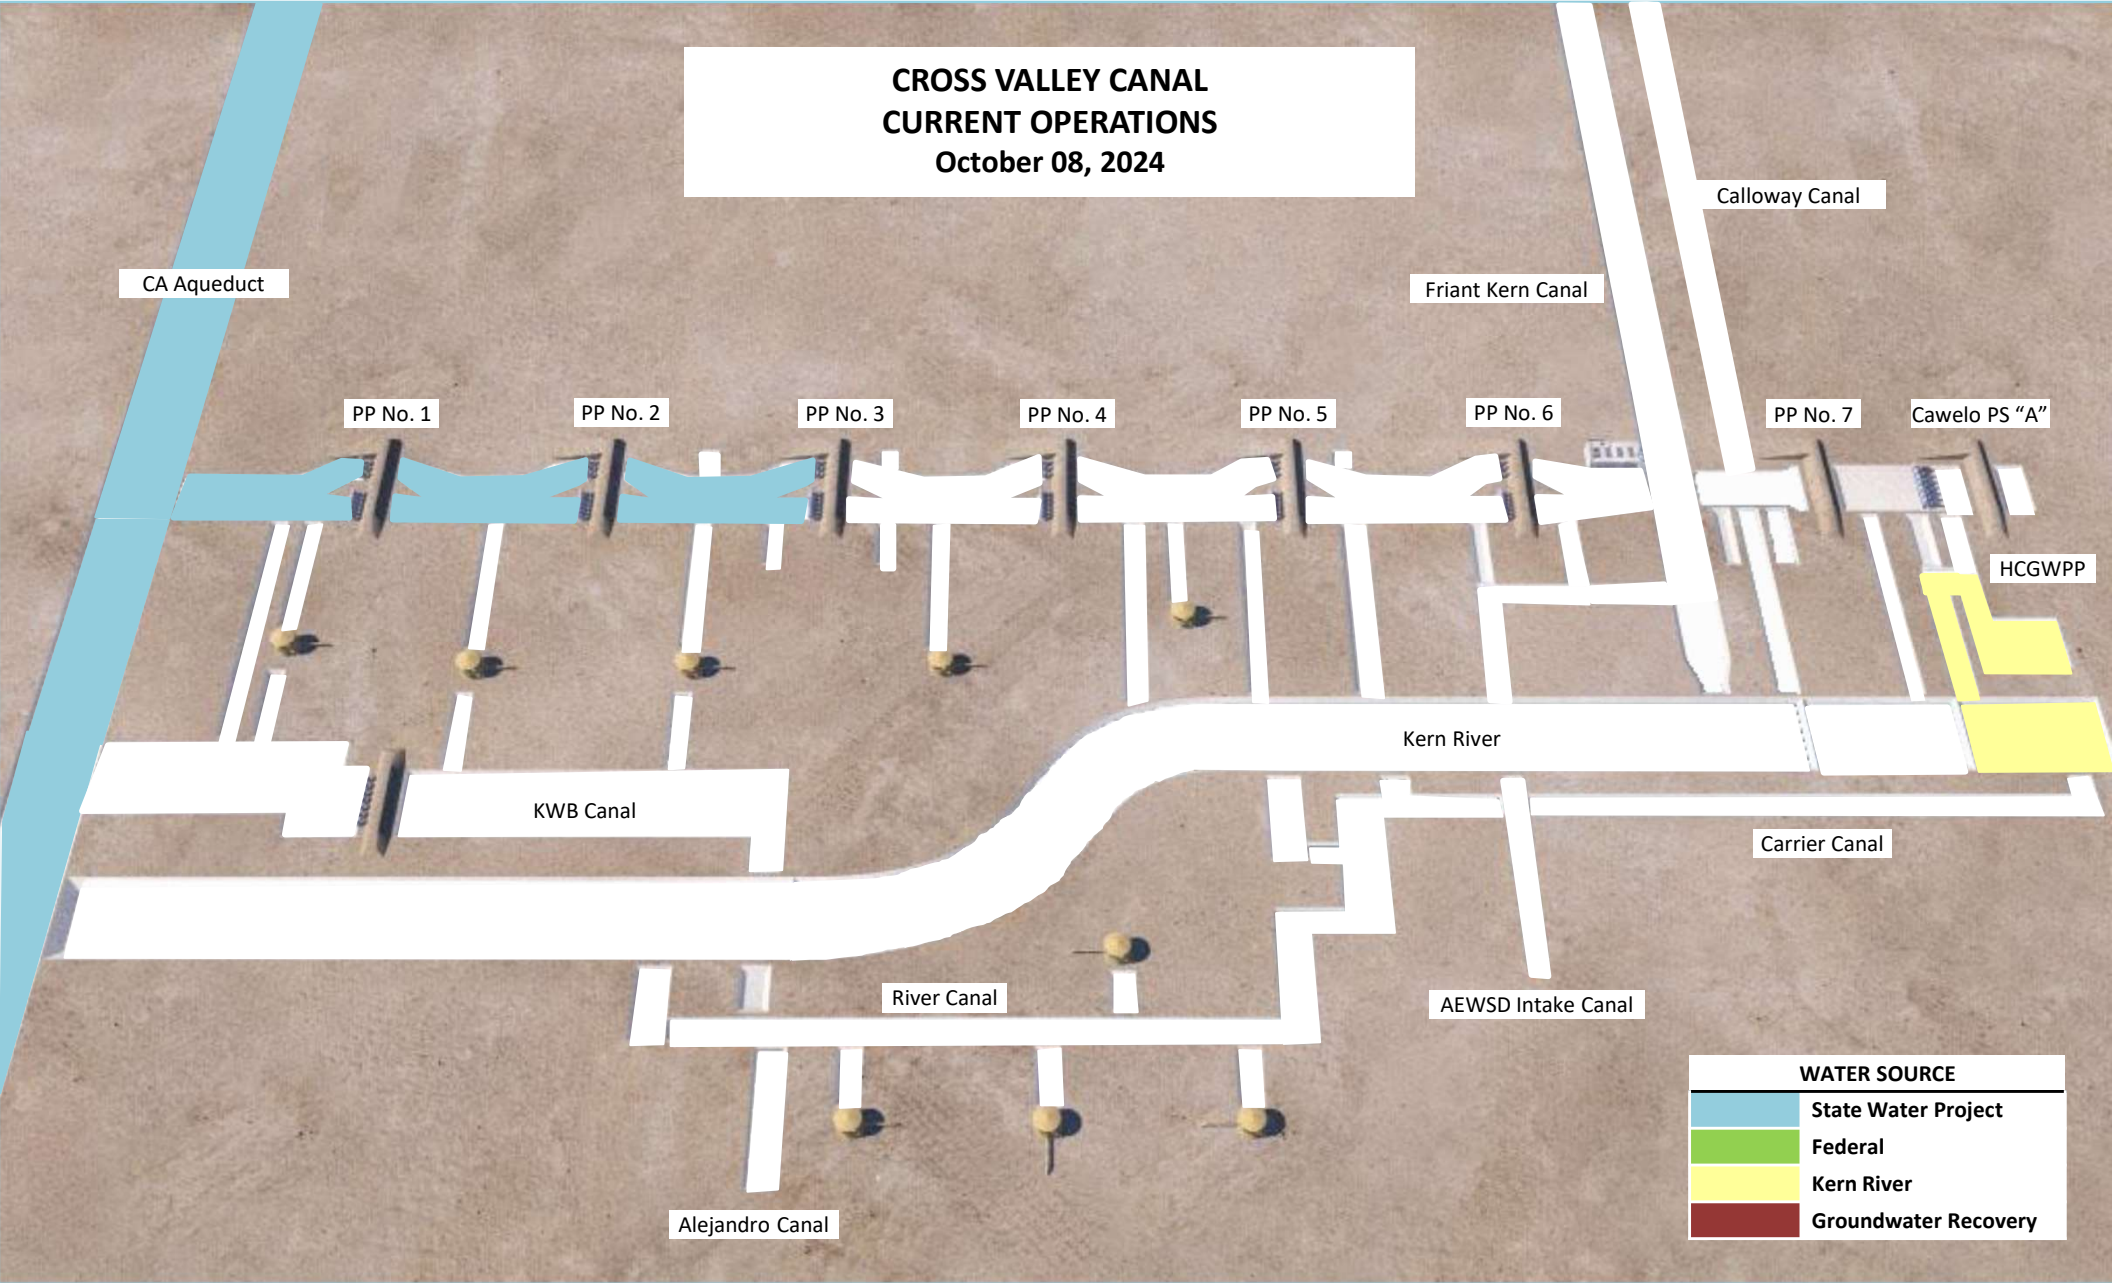 CROSS VALLEY CANAL
CURRENT OPERATIONS
October 08, 2024
Calloway Canal
CA Aqueduct
Friant Kern Canal
PP No. 1
PP No. 2
PP No. 3
PP No. 4
PP No. 5
PP No. 6
PP No. 7
Cawelo PS “A”
HCGWPP
Kern River
KWB Canal
Carrier Canal
River Canal
AEWSD Intake Canal
WATER SOURCE
State Water Project
Federal
Kern River
Groundwater Recovery
Alejandro Canal